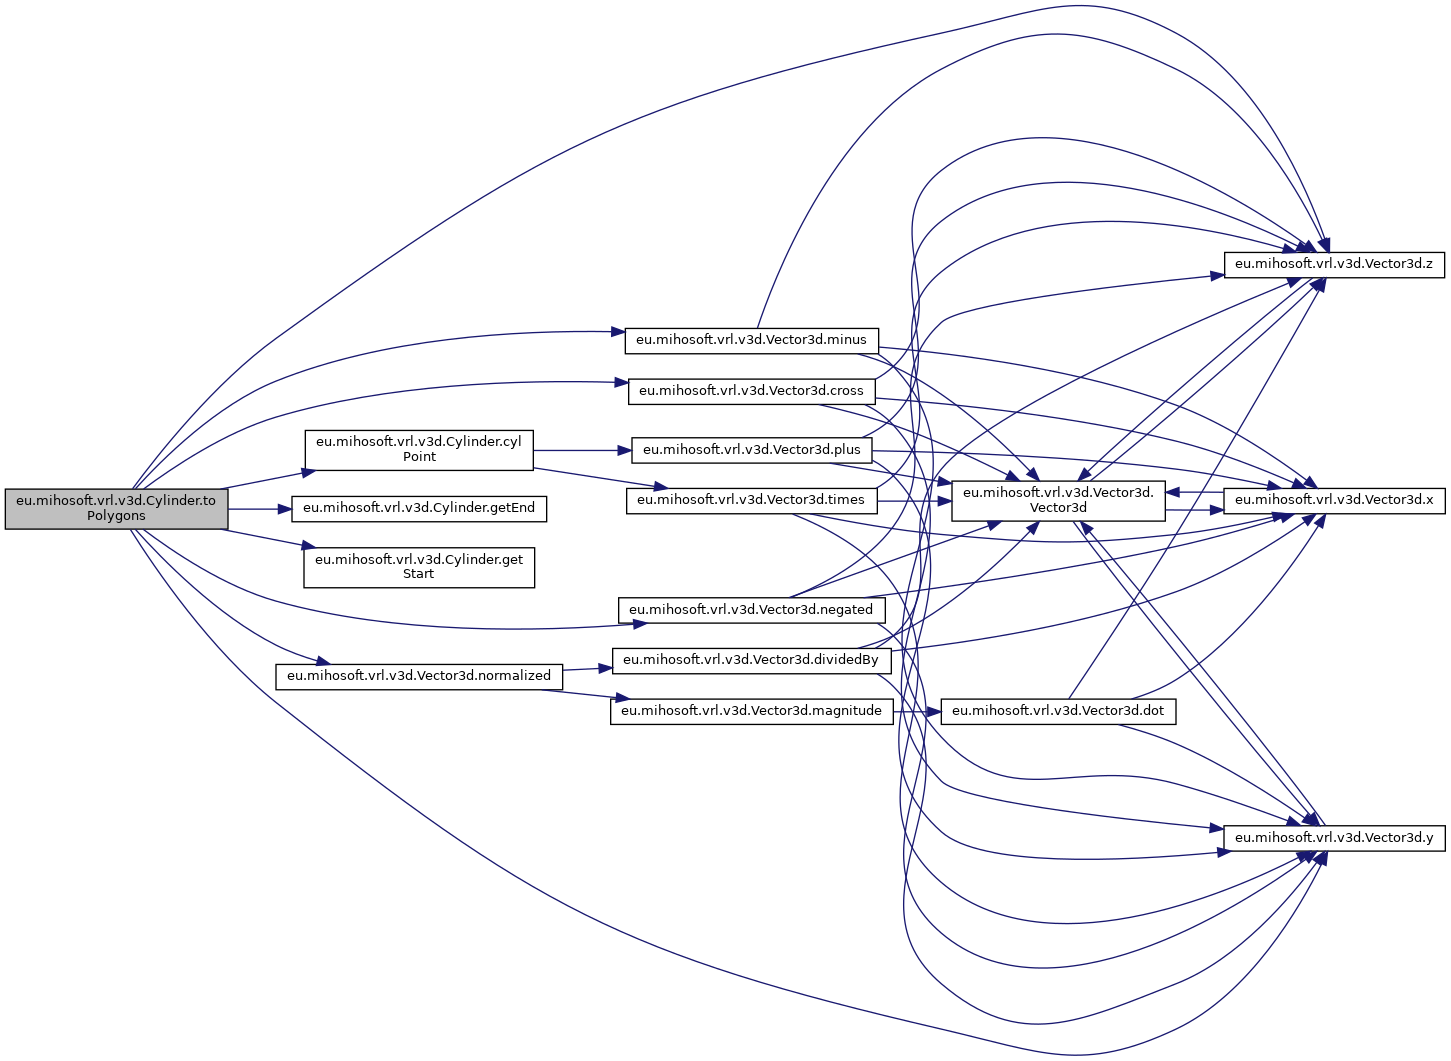 eu.mihosoft.vrl.v3d.Cylinder.to
Polygons
eu.mihosoft.vrl.v3d.Cylinder.cyl
Point
eu.mihosoft.vrl.v3d.Cylinder.getEnd
eu.mihosoft.vrl.v3d.Cylinder.get
Start
eu.mihosoft.vrl.v3d.Vector3d.normalized
eu.mihosoft.vrl.v3d.Vector3d.minus
eu.mihosoft.vrl.v3d.Vector3d.cross
eu.mihosoft.vrl.v3d.Vector3d.plus
eu.mihosoft.vrl.v3d.Vector3d.times
eu.mihosoft.vrl.v3d.Vector3d.negated
eu.mihosoft.vrl.v3d.Vector3d.dividedBy
eu.mihosoft.vrl.v3d.Vector3d.magnitude
eu.mihosoft.vrl.v3d.Vector3d.
Vector3d
eu.mihosoft.vrl.v3d.Vector3d.dot
eu.mihosoft.vrl.v3d.Vector3d.z
eu.mihosoft.vrl.v3d.Vector3d.x
eu.mihosoft.vrl.v3d.Vector3d.y